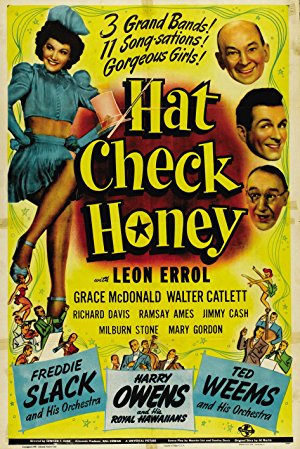 3 Grand Bands!
11 Song-sations!
Gorgeous Girls!
Hat
Check
Honey
with LEON ERROL
GRACE McDONALD WALTER CATLETT
RICHARD DAVIS RAMSAY AMES JIMMY CASH
MILBURN STONE MARY GORDON
FREDDIE
SLACK
and His Orchestra
HARRY
OWENS
and His
ROYAL HAWAIIANS
TED
WEEMS
and His Orchestra
A UNIVERSAL PICTURE